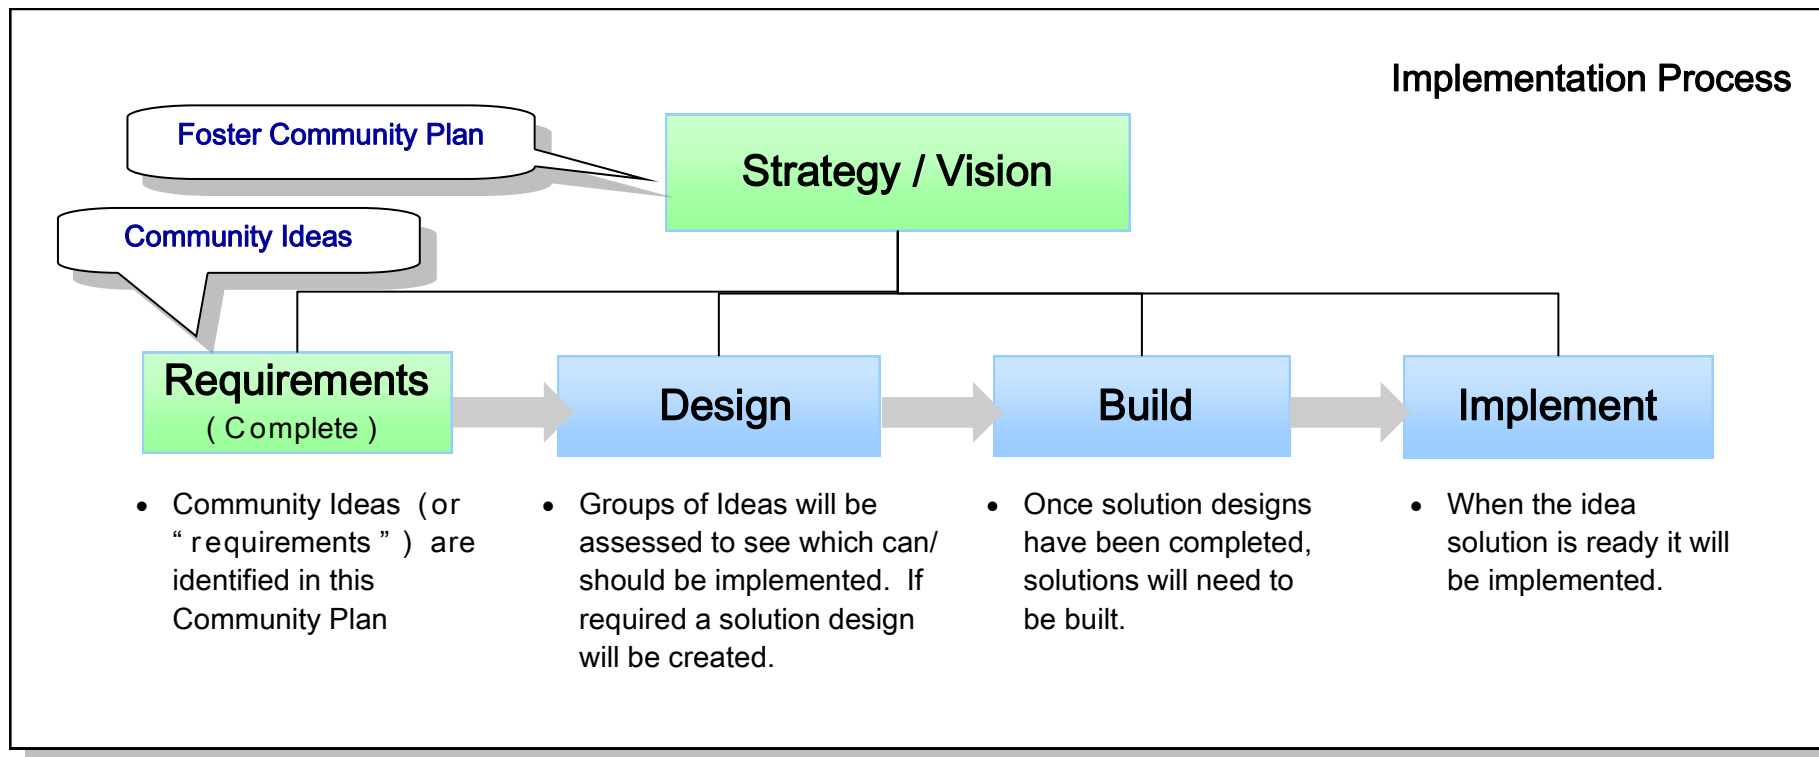 Implementation Process
Foster Community Plan
Strategy / Vision
Community Ideas
Requirements
( Complete )
Design
Build
Implement
• Community Ideas (or
“ requirements ” ) are
identified in this
Community Plan
• Groups of Ideas will be
assessed to see which can/
should be implemented. If
required a solution design
will be created.
• Once solution designs
have been completed,
solutions will need to
be built.
• When the idea
solution is ready it will
be implemented.